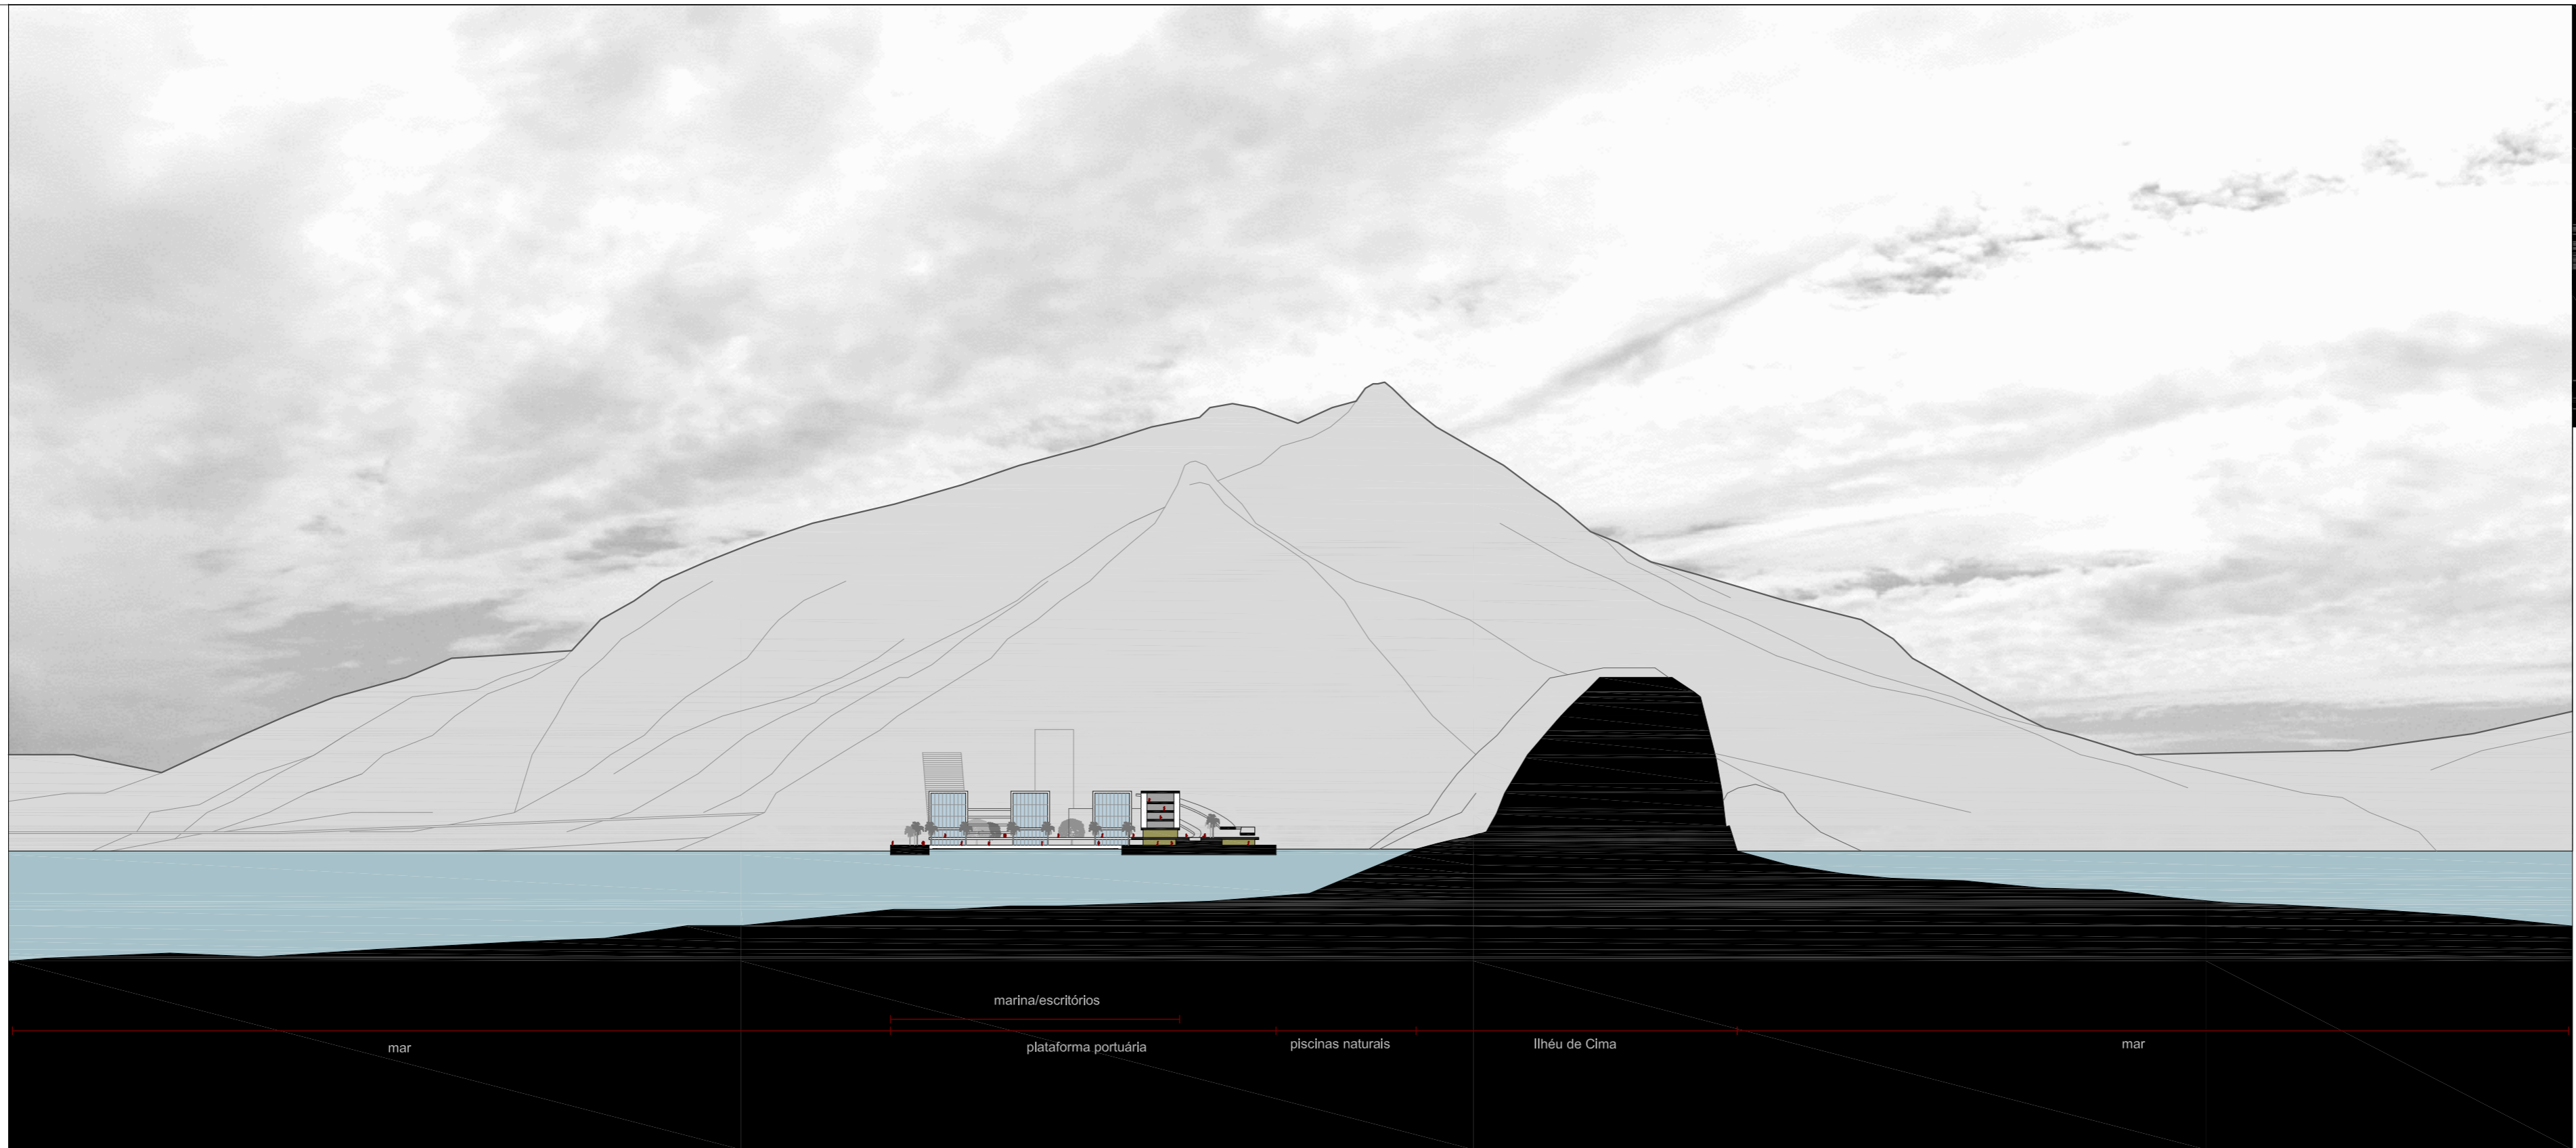 marina/escritórios
mar
plataforma portuária
piscinas naturais
Ilhéu de Cima
mar